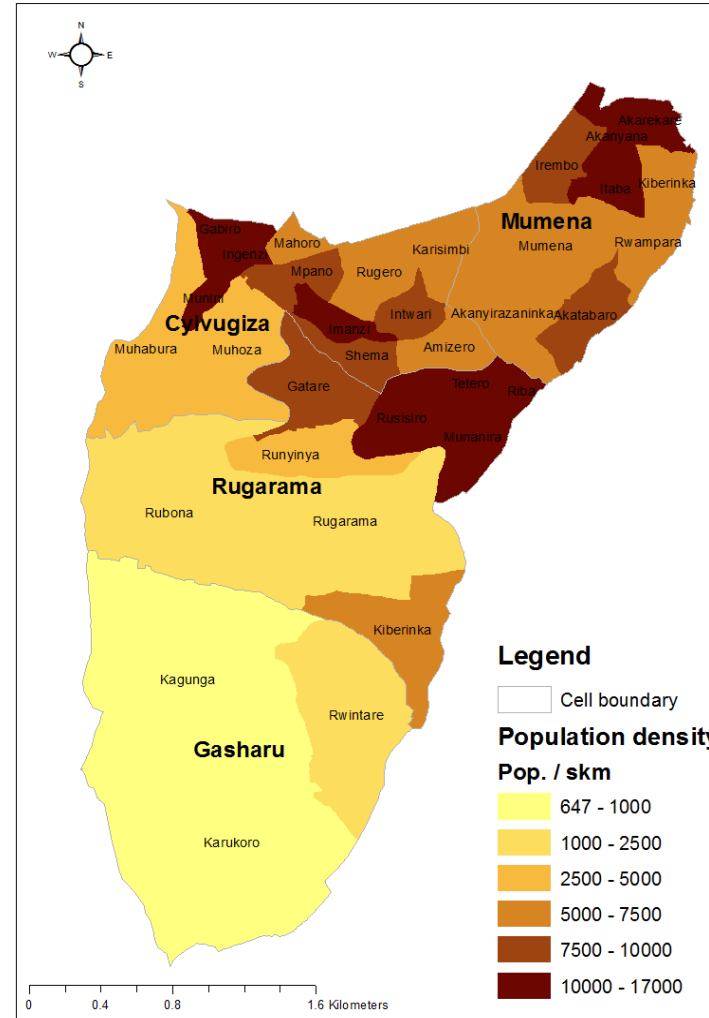 N
W E
S
Akarekare
Akanyana
Irembo
Itaba Kiberinka
Mumena
Gabiro
Mahoro Karisimbi Mumena Rwampara
Ingenzi
Mpano Rugero
Munini
Intwari Akanyirazaninka Akatabaro
Cyivugiza Imanzi
Muhabura Muhoza Shema Amizero
Gatare Tetero Riba
Rusisiro
Munanira
Runyinya
Rugarama
Rubona Rugarama
Kiberinka
Kagunga
Rwintare
Gasharu
Karukoro
Legend
Cell boundary
Population density
Pop. / skm
647 - 1000
1000 - 2500
2500 - 5000
5000 - 7500
7500 - 10000
10000 - 17000
0 0.4 0.8 1.6 Kilometers